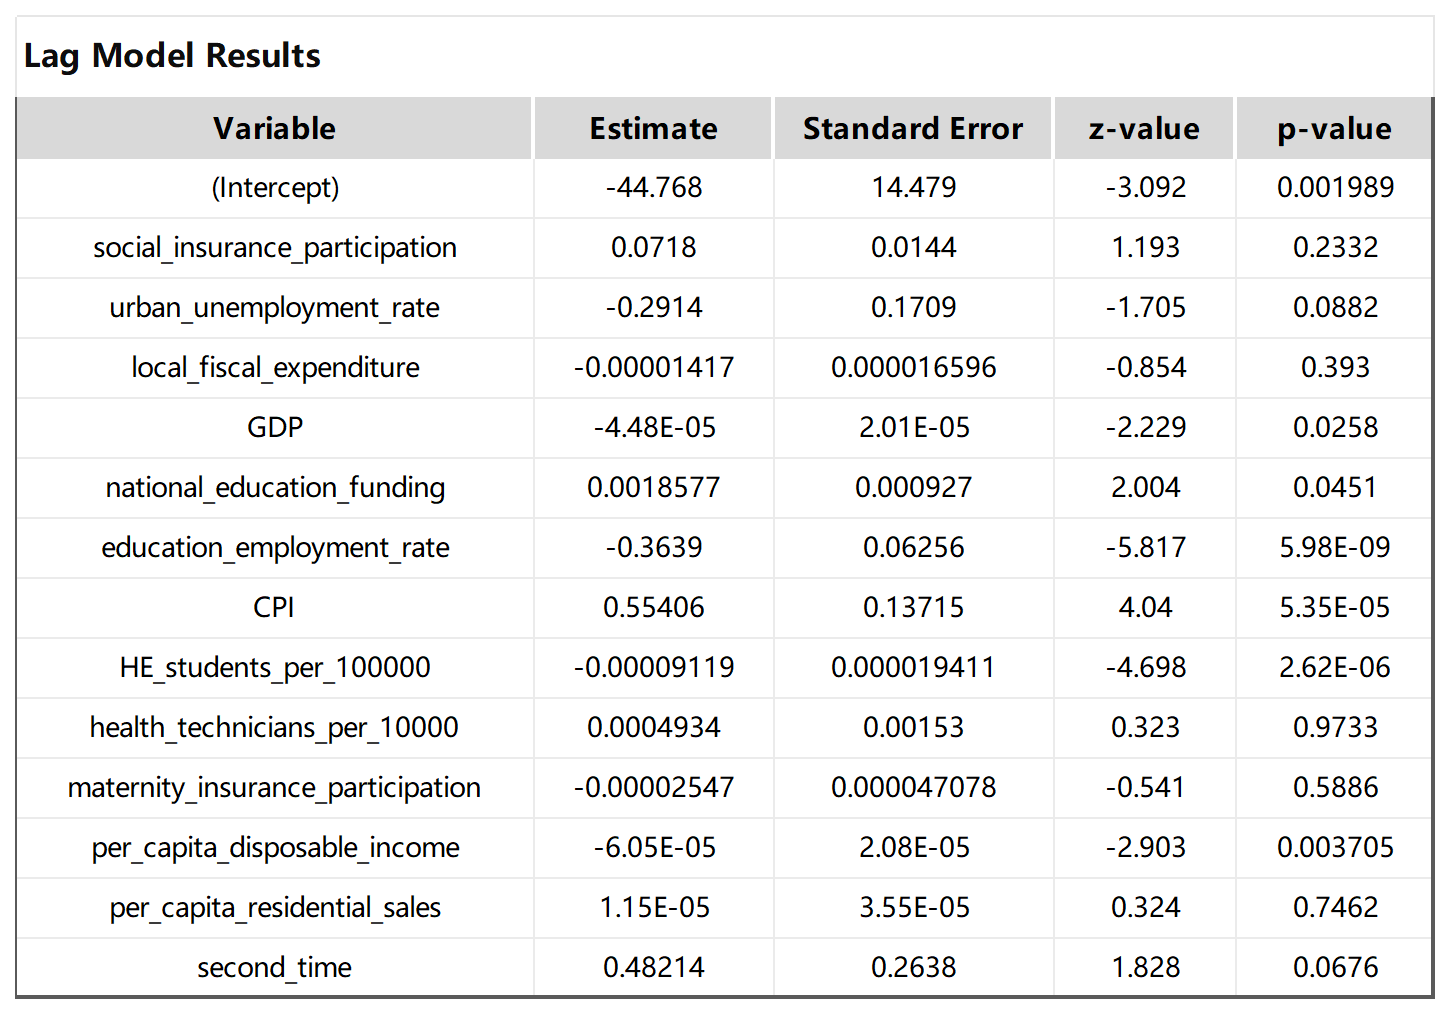 Lag Model Results
Variable Estimate Standard Error z-value p-value
(Intercept) -44.768 14.479 -3.092 0.001989
social_insurance_participation 0.0718 0.0144 1.193 0.2332
urban_unemployment_rate -0.2914 0.1709 -1.705 0.0882
local_fiscal_expenditure -0.00001417 0.000016596 -0.854 0.393
GDP -4.48E-05 2.01E-05 -2.229 0.0258
national_education_funding 0.0018577 0.000927 2.004 0.0451
education_employment_rate -0.3639 0.06256 -5.817 5.98E-09
CPI 0.55406 0.13715 4.04 5.35E-05
HE_students_per_100000 -0.00009119 0.000019411 -4.698 2.62E-06
health_technicians_per_10000 0.0004934 0.00153 0.323 0.9733
maternity_insurance_participation -0.00002547 0.000047078 -0.541 0.5886
per_capita_disposable_income -6.05E-05 2.08E-05 -2.903 0.003705
per_capita_residential_sales 1.15E-05 3.55E-05 0.324 0.7462
second_time 0.48214 0.2638 1.828 0.0676